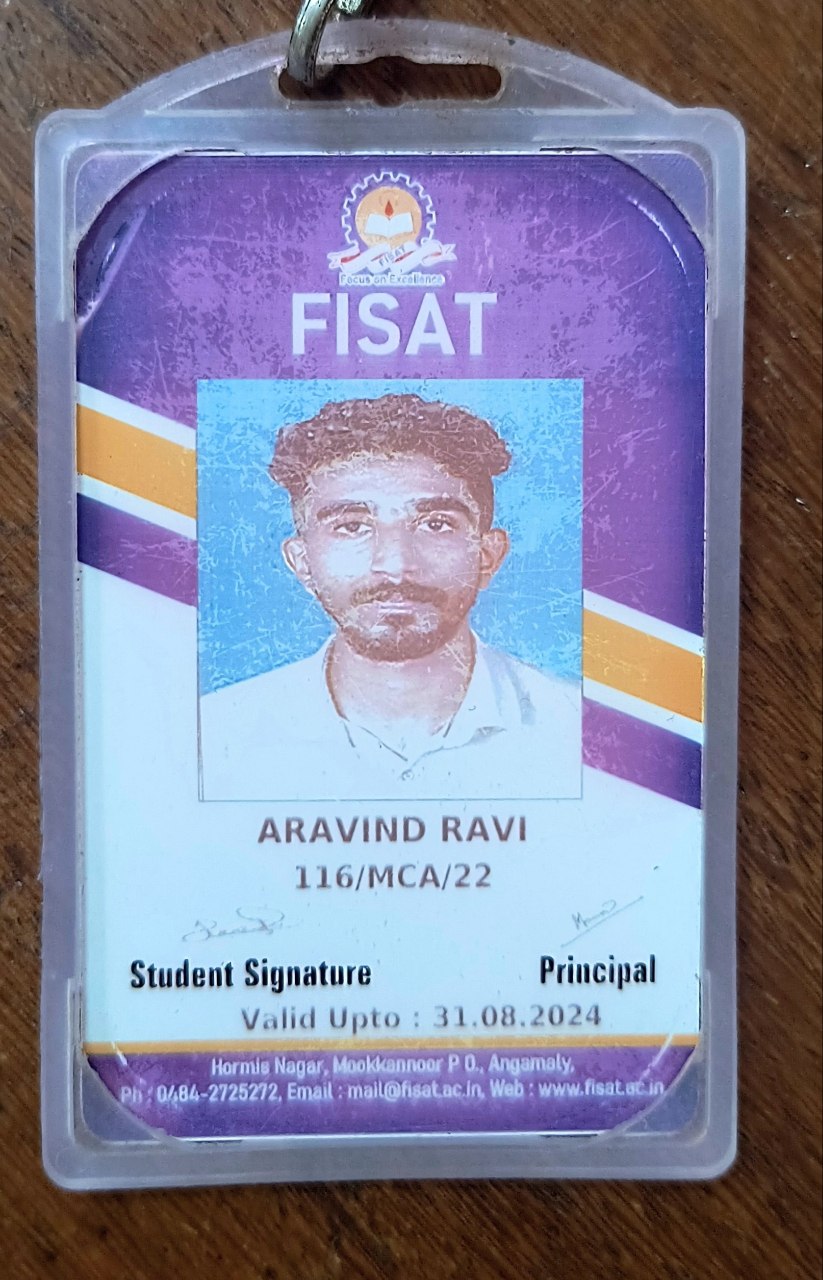 FISAT
Focus on Excellence
FISAT
ARAVIND RAVI
116/MCA/22
Student Signature Principal
Valid Upto : 31.08.2024
Hormis Nagar, Mookkannoor P O., Angamaly,
Ph : 0484-2725272, Email : mail@fisat.ac.in, Web : www.fisat.ac.in